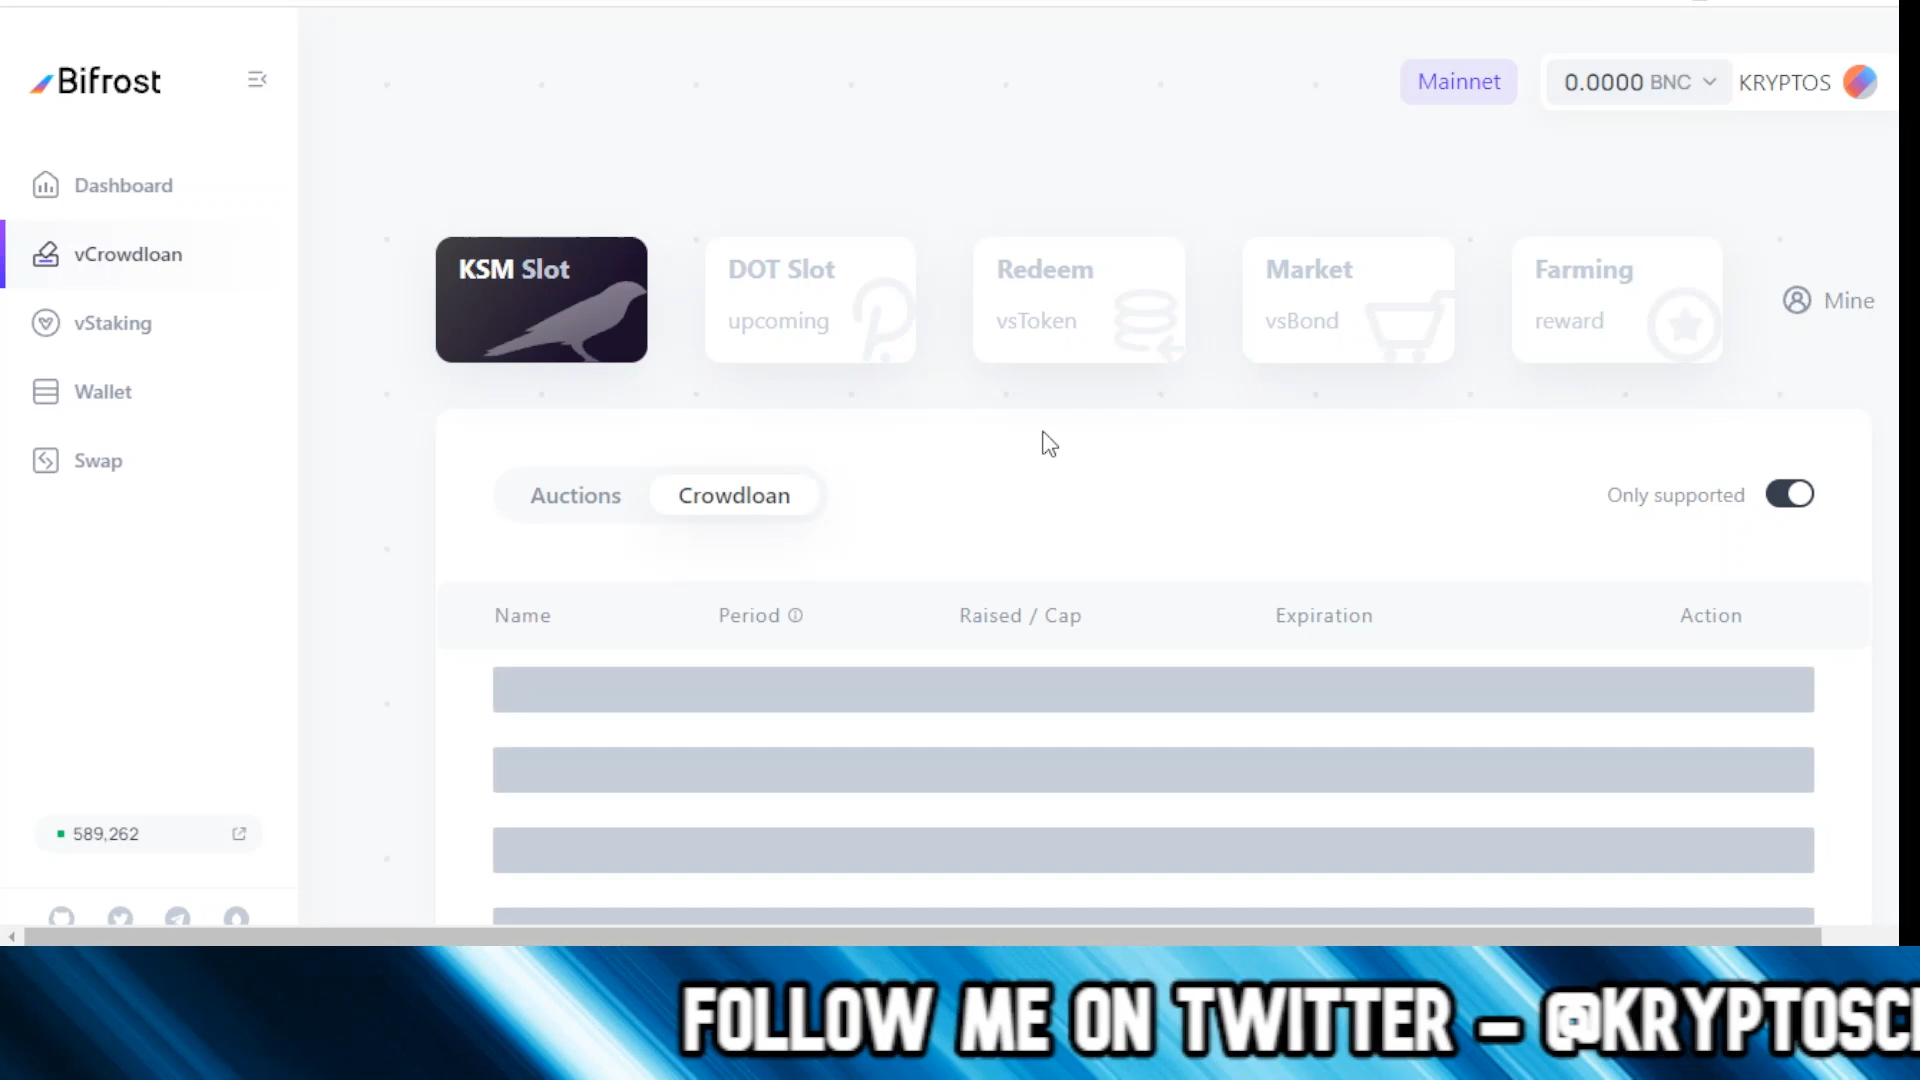 Bifrost
Mainnet
0.0000 BNC
KRYPTOS
Dashboard
vCrowdloan
vStaking
Wallet
Swap
KSM Slot
DOT Slot
upcoming
Redeem
vsToken
Market
vsBond
Farming
reward
Mine
Auctions
Crowdloan
Only supported
Name
Period
Raised / Cap
Expiration
Action
589,262
FOLLOW ME ON TWITTER – @KRYPTOSC